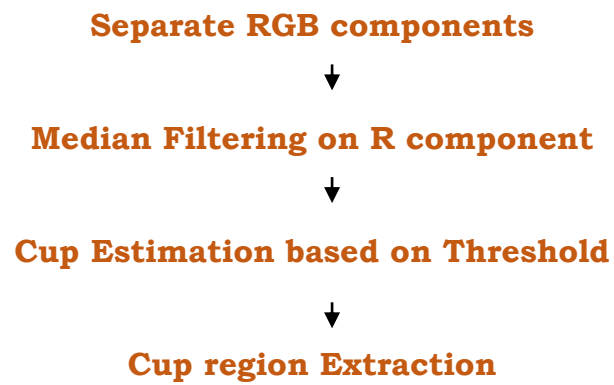 Separate RGB components
Median Filtering on R component
Cup Estimation based on Threshold
Cup region Extraction